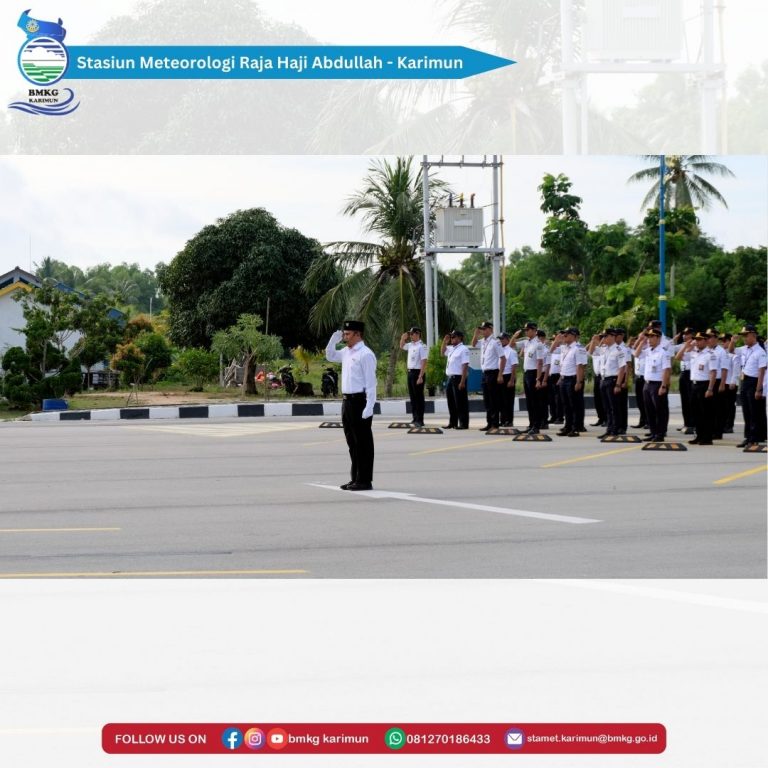 BMKG
KARIMUN
Stasiun Meteorologi Raja Haji Abdullah - Karimun
FOLLOW US ON bmkg karimun 081270186433 stamet.karimun@bmkg.go.id